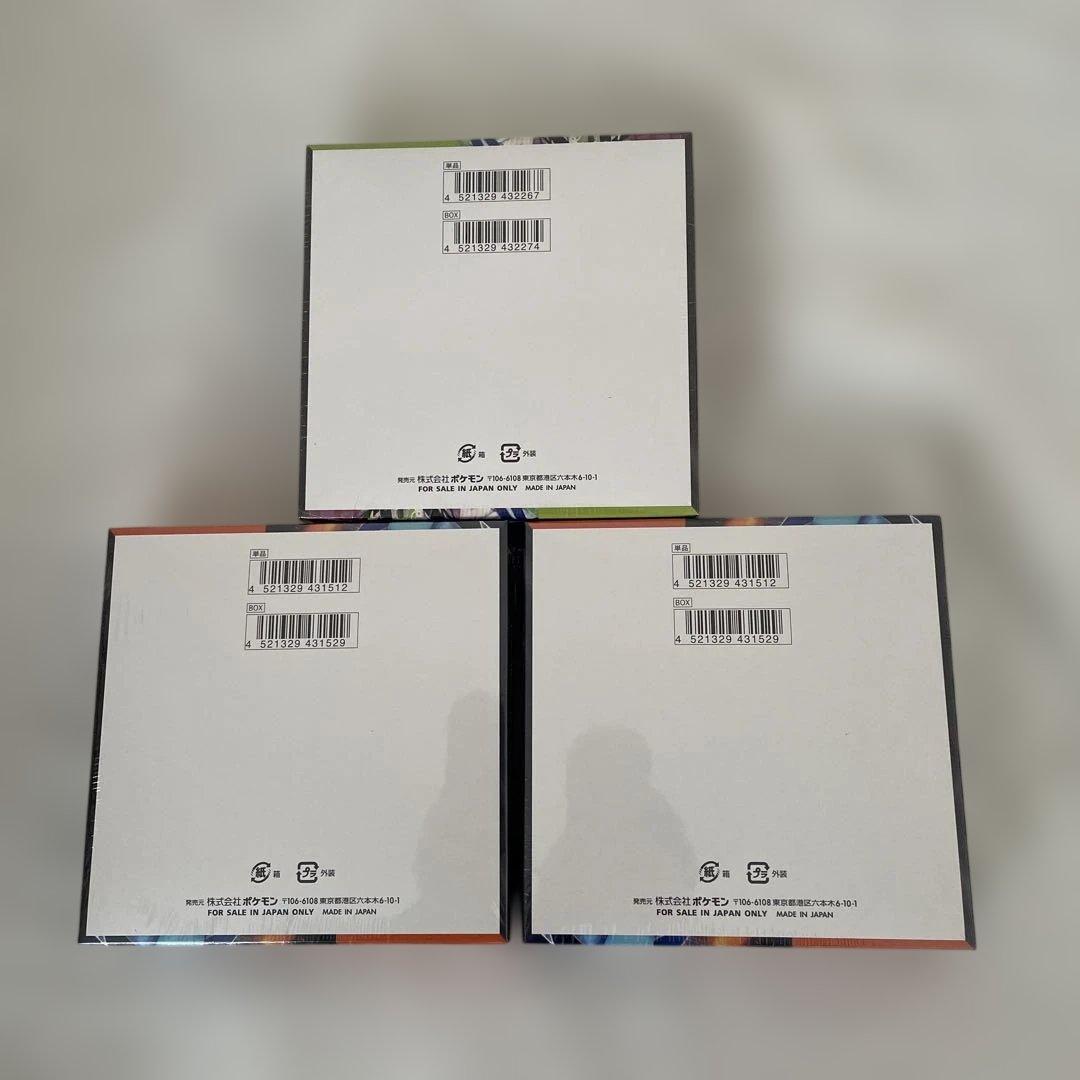 単品
4 521329 432267
BOX
4 521329 432274
紙 箱 プラ 外装
発売元 株式会社ポケモン 〒106-6108 東京都港区六本木6-10-1
FOR SALE IN JAPAN ONLY MADE IN JAPAN
単品
4 521329 431512
BOX
4 521329 431529
紙 箱 プラ 外装
発売元 株式会社ポケモン 〒106-6108 東京都港区六本木6-10-1
FOR SALE IN JAPAN ONLY MADE IN JAPAN
単品
4 521329 431512
BOX
4 521329 431529
紙 箱 プラ 外装
発売元 株式会社ポケモン 〒106-6108 東京都港区六本木6-10-1
FOR SALE IN JAPAN ONLY MADE IN JAPAN